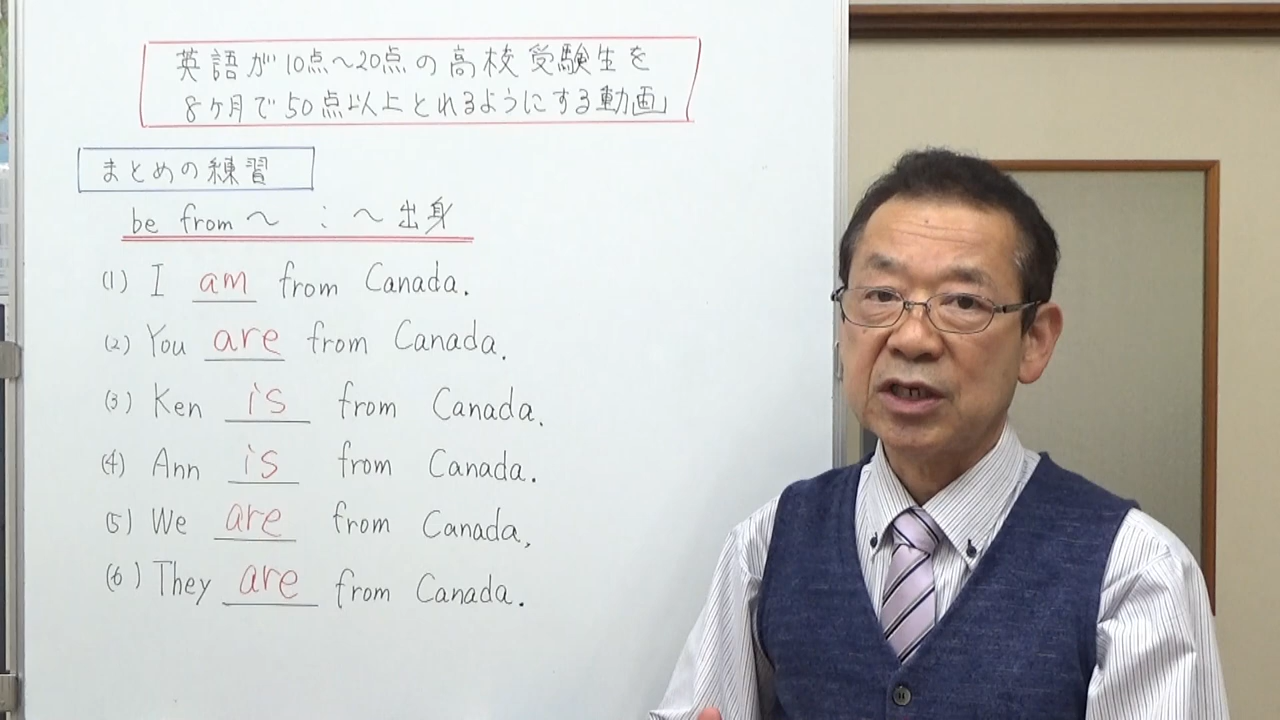 英語が10点～20点の高校受験生を
8ヶ月で50点以上とれるようにする動画」
まとめの練習
be from ～ : ～出身
(1) I am from Canada.
(2) You are from Canada.
(3) Ken is from Canada.
(4) Ann is from Canada.
(5) We are from Canada,
(6) They are from Canada.